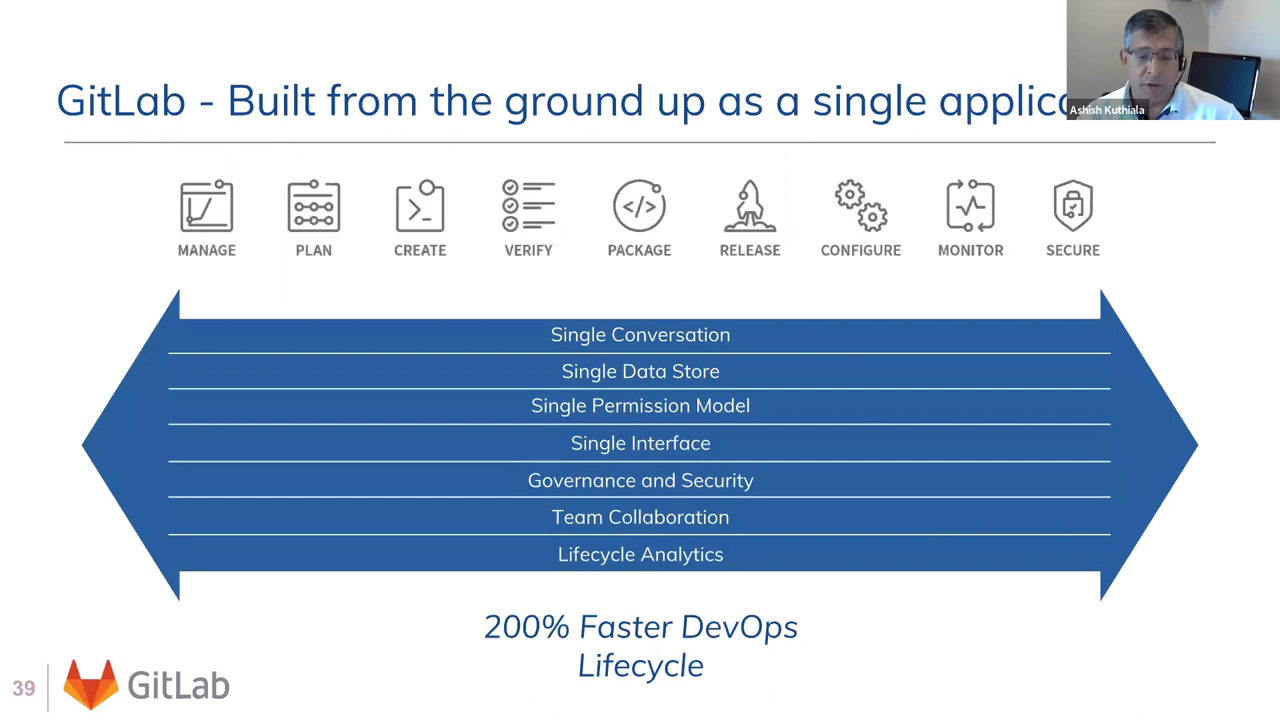 GitLab - Built from the ground up as a single
Ashish Kuthiala
MANAGE PLAN CREATE VERIFY PACKAGE RELEASE CONFIGURE MONITOR SECURE
Single Conversation
Single Data Store
Single Permission Model
Single Interface
Governance and Security
Team Collaboration
Lifecycle Analytics
200% Faster DevOps
Lifecycle
39 GitLab